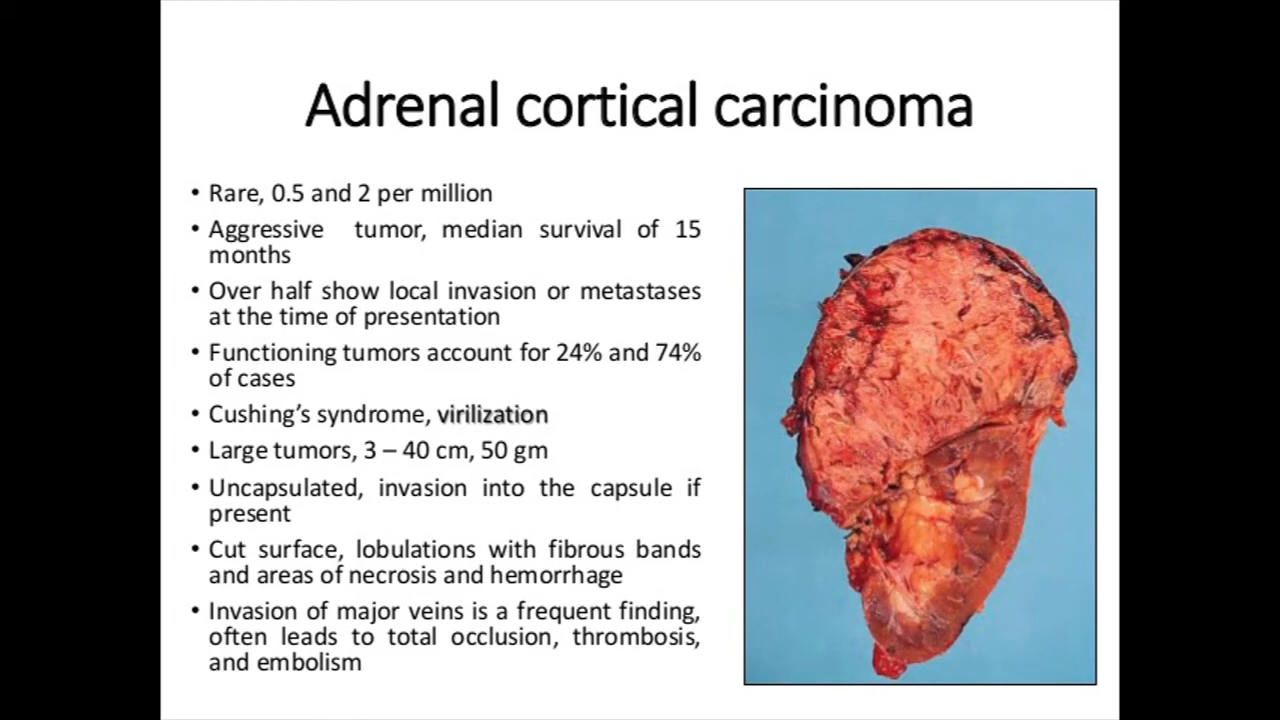 Adrenal cortical carcinoma
• Rare, 0.5 and 2 per million
• Aggressive tumor, median survival of 15
months
• Over half show local invasion or metastases
at the time of presentation
• Functioning tumors account for 24% and 74%
of cases
• Cushing’s syndrome, virilization
• Large tumors, 3 – 40 cm, 50 gm
• Uncapsulated, invasion into the capsule if
present
• Cut surface, lobulations with fibrous bands
and areas of necrosis and hemorrhage
• Invasion of major veins is a frequent finding,
often leads to total occlusion, thrombosis,
and embolism